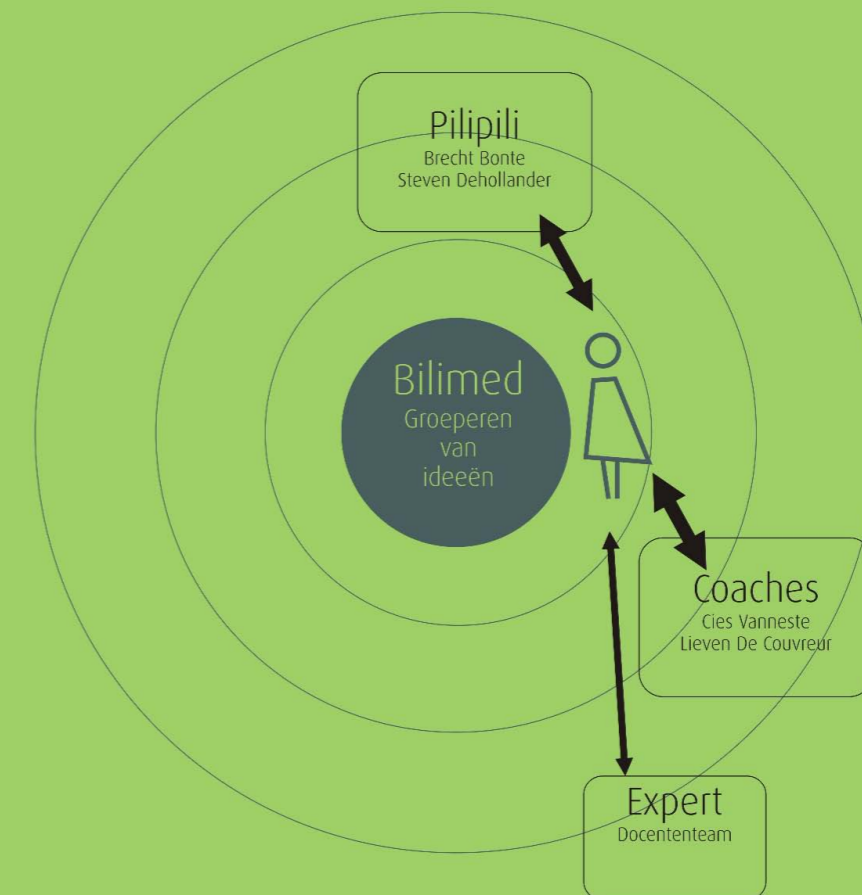 Pilipili
Brecht Bonte
Steven Dehollander
Bilimed
Groeperen
van
ideeën
Coaches
Cies Vanneste
Lieven De Couvreur
Expert
Docententeam